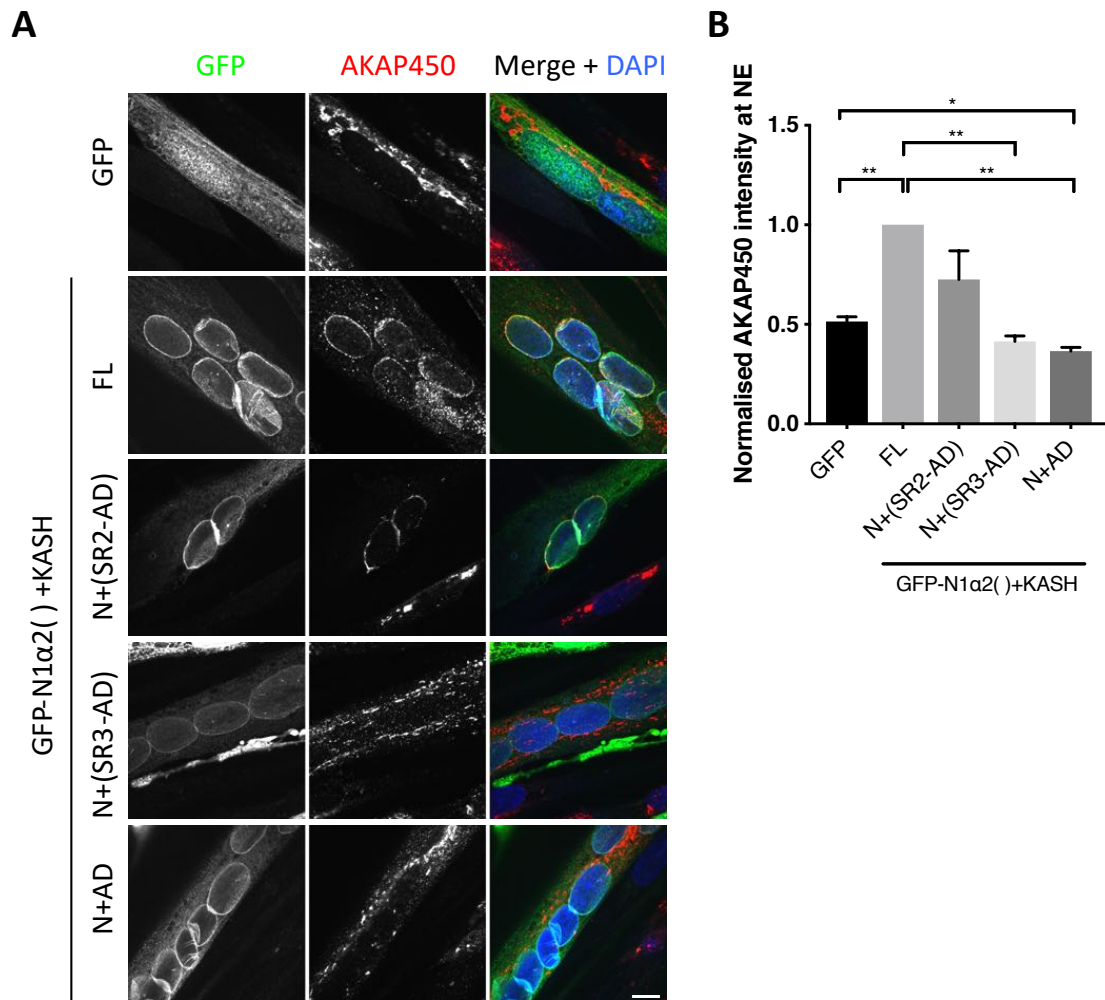 A
GFP
AKAP450
Merge + DAPI
GFP
FL
N+(SR2-AD)
N+(SR3-AD)
N+AD
GFP-N1α2( ) +KASH
B
Normalised AKAP450 intensity at NE
1.5
1.0
0.5
0.0
*
**
**
**
GFP
FL
N+(SR2-AD)
N+(SR3-AD)
N+AD
GFP-N1α2( )+KASH